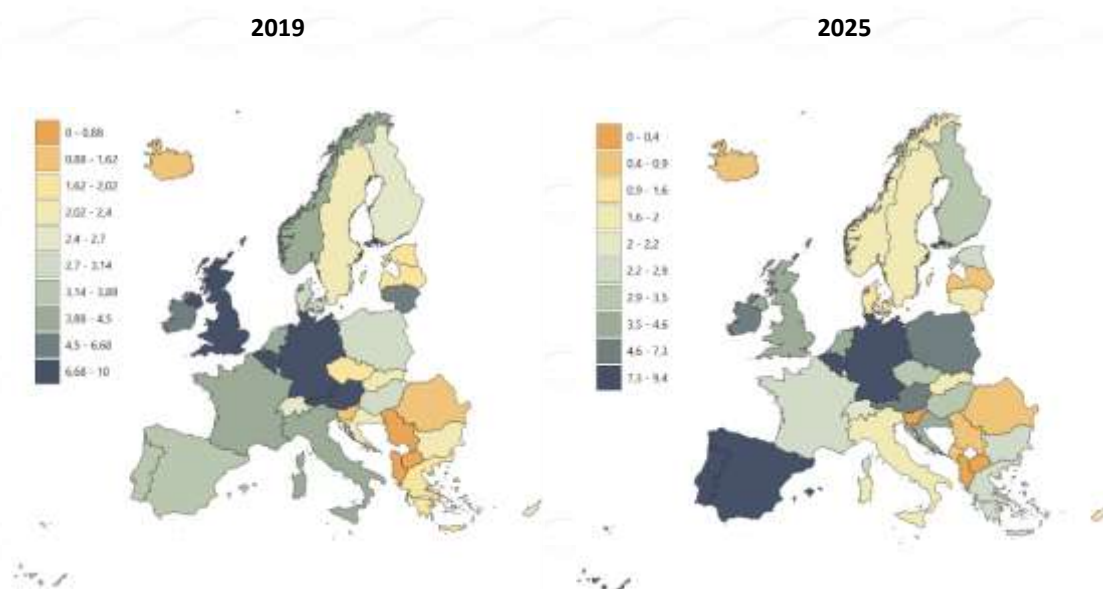 2019
2025
0 - 0,88
0,88 - 1,62
1,62 - 2,02
2,02 - 2,4
2,4 - 2,7
2,7 - 3,14
3,14 - 3,88
3,88 - 4,5
4,5 - 6,68
6,68 - 10
0 - 0,4
0,4 - 0,9
0,9 - 1,6
1,6 - 2
2 - 2,2
2,2 - 2,9
2,9 - 3,5
3,5 - 4,6
4,6 - 7,3
7,3 - 9,4